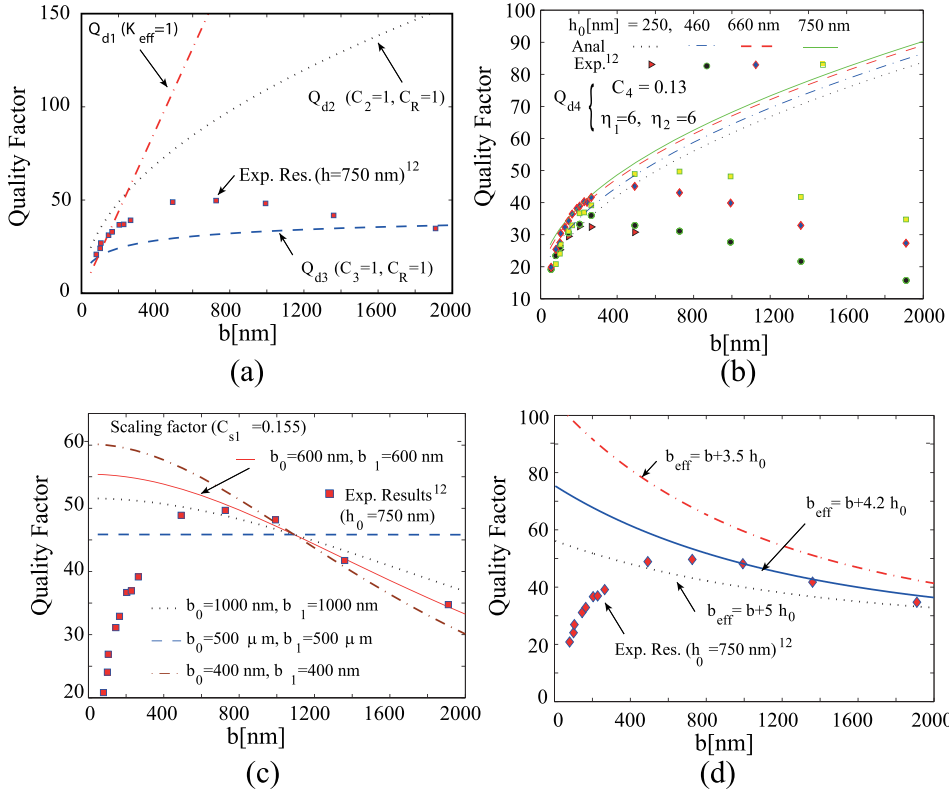 Quality Factor
150
100
50
0
0 400 800 1200 1600 2000
b[nm]
Q_d1 (K_eff=1)
Q_d2 (C_2=1, C_R=1)
Exp. Res. (h=750 nm)^12
Q_d3 (C_3=1, C_R=1)
(a)
Quality Factor
100
90
80
70
60
50
40
30
20
10
0 400 800 1200 1600 2000
b[nm]
h_0[nm] = 250, 460 660 nm 750 nm
Anal
Exp.^12
Q_d4 { C_4 = 0.13
η_1=6, η_2=6
(b)
Quality Factor
60
50
40
30
20
0 400 800 1200 1600 2000
b[nm]
Scaling factor (C_s1 =0.155)
b_0=600 nm, b_1=600 nm
Exp. Results^12
(h_0 =750 nm)
b_0=1000 nm, b_1=1000 nm
b_0=500 μm, b_1=500 μm
b_0=400 nm, b_1=400 nm
(c)
Quality Factor
100
80
60
40
20
0
0 400 800 1200 1600 2000
b[nm]
b_eff= b+3.5 h_0
b_eff= b+4.2 h_0
b_eff= b+5 h_0
Exp. Res. (h_0 =750 nm)^12
(d)